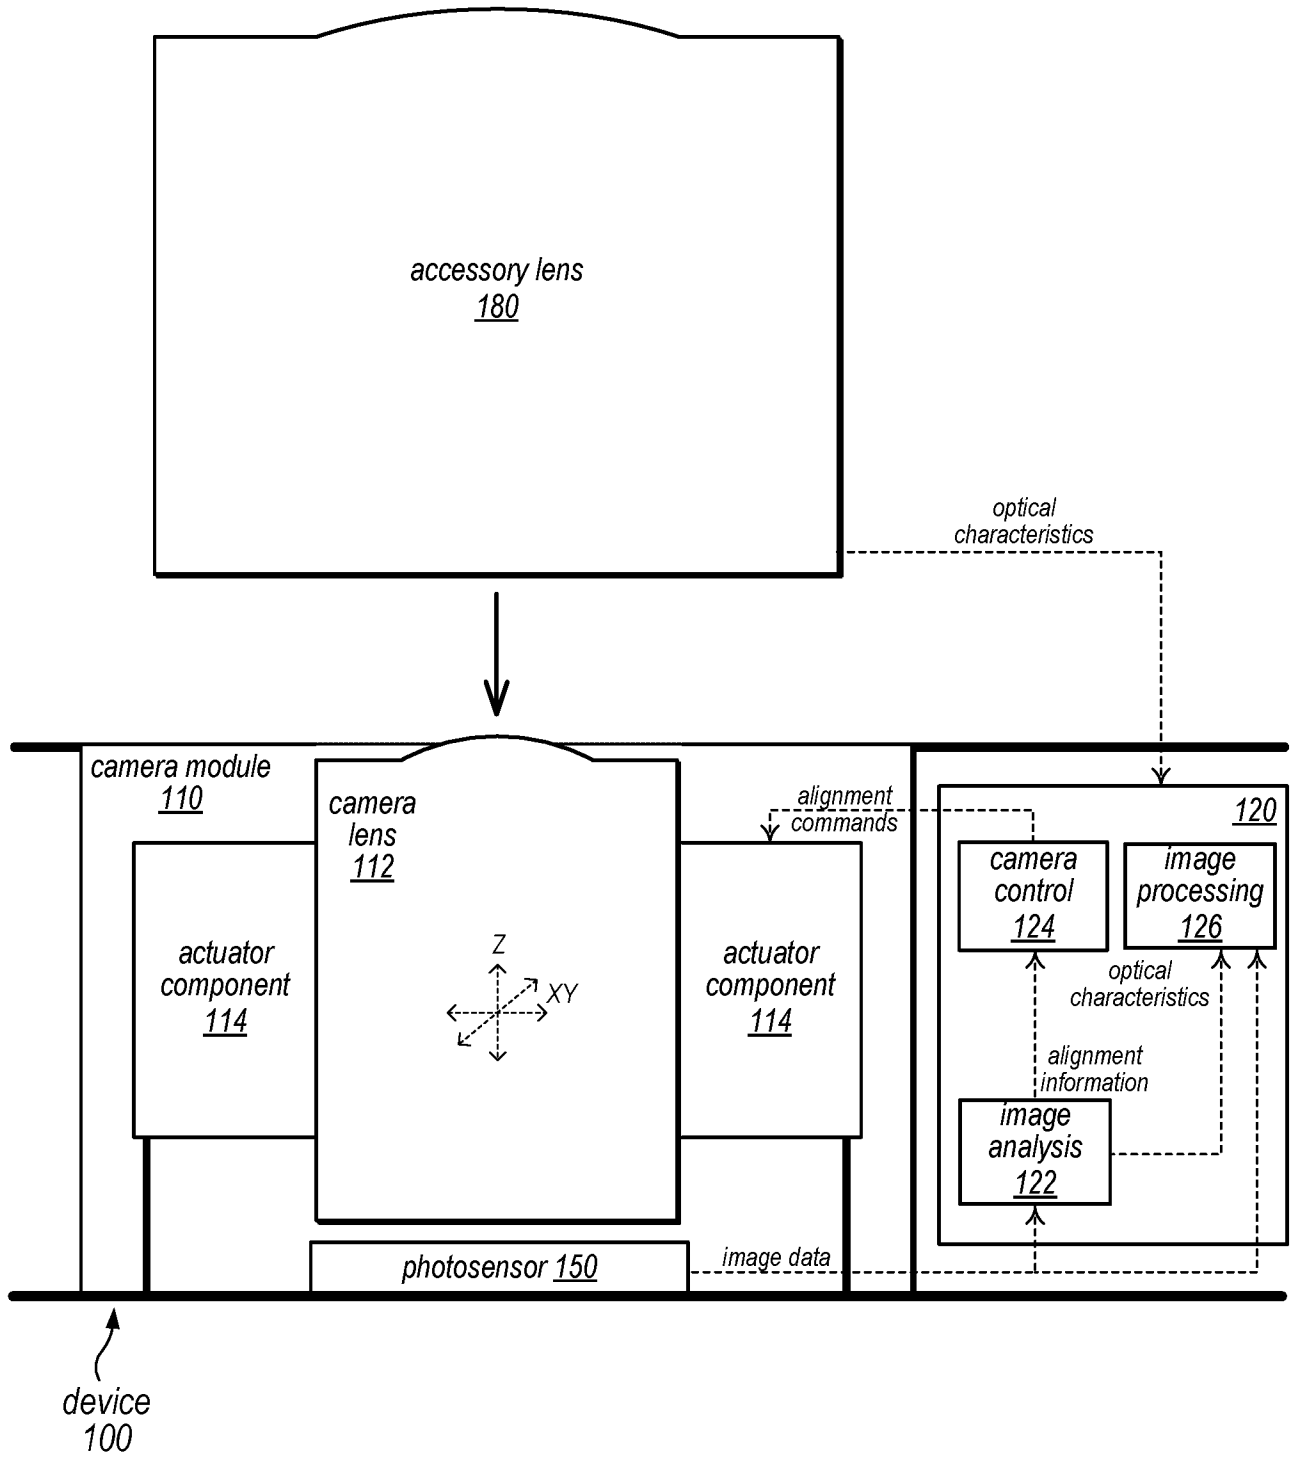 accessory lens
180
optical
characteristics
camera module
110
camera
lens
112
alignment
commands
120
camera
control
124
image
processing
126
actuator
component
114
Z
XY
actuator
component
114
optical
characteristics
alignment
information
image
analysis
122
photosensor 150
image data
device
100